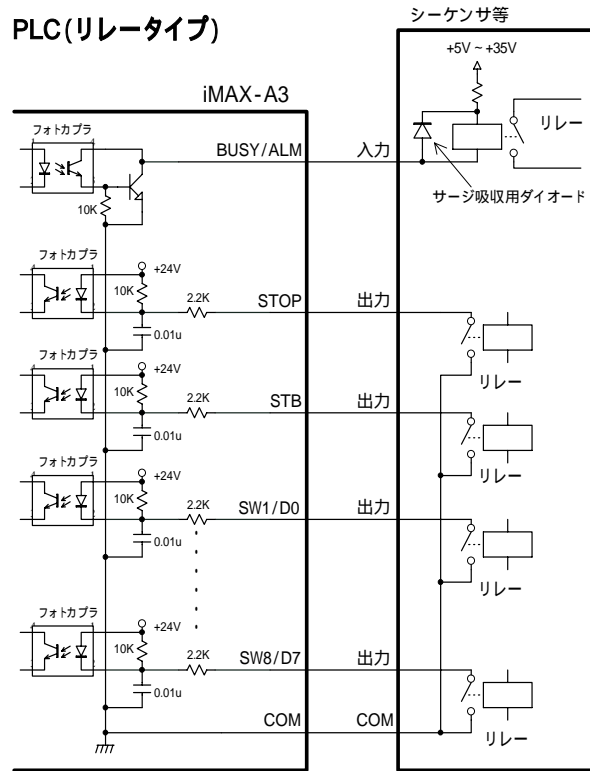 シーケンサ等
PLC(リレータイプ)
+5V ~ +35V
iMAX-A3
フォトカプラ
リレー
BUSY/ALM 入力
サージ吸収用ダイオード
10K
フォトカプラ
+24V
10K
2.2K
STOP 出力
0.01u
リレー
フォトカプラ
+24V
10K
2.2K
STB 出力
0.01u
リレー
フォトカプラ
+24V
10K
2.2K
SW1/D0 出力
0.01u
リレー
フォトカプラ
+24V
10K
2.2K
SW8/D7 出力
0.01u
COM COM
リレー